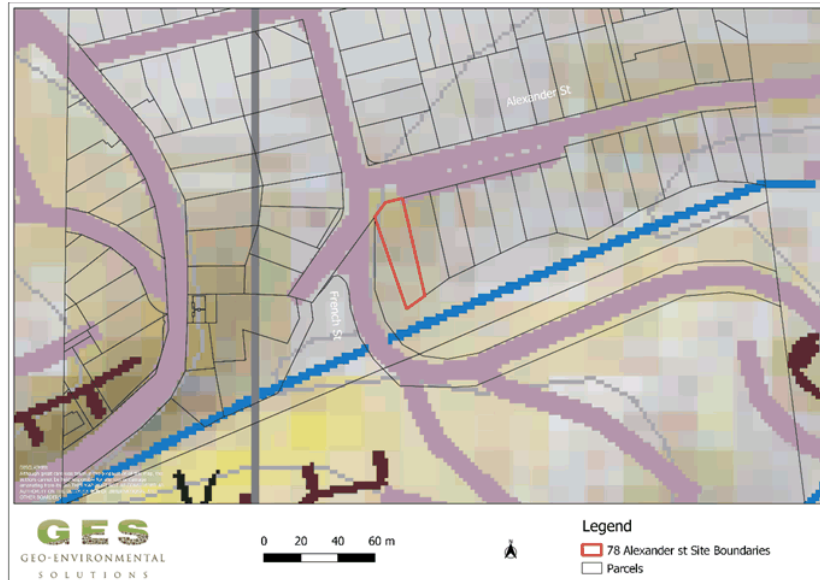 Alexander St
French St
GES
GEO-ENVIRONMENTAL
SOLUTIONS
0 20 40 60 m
N
Legend
78 Alexander st Site Boundaries
Parcels